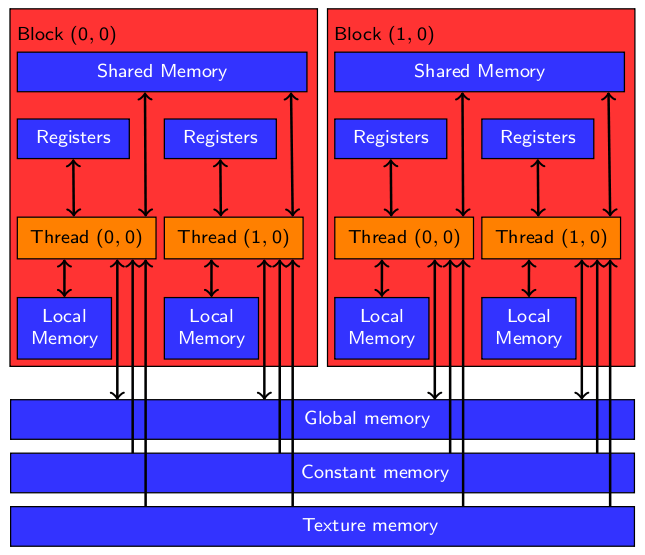 Block (0, 0)
Shared Memory
Registers
Registers
Thread (0, 0)
Thread (1, 0)
Local
Memory
Local
Memory
Block (1, 0)
Shared Memory
Registers
Registers
Thread (0, 0)
Thread (1, 0)
Local
Memory
Local
Memory
Global memory
Constant memory
Texture memory